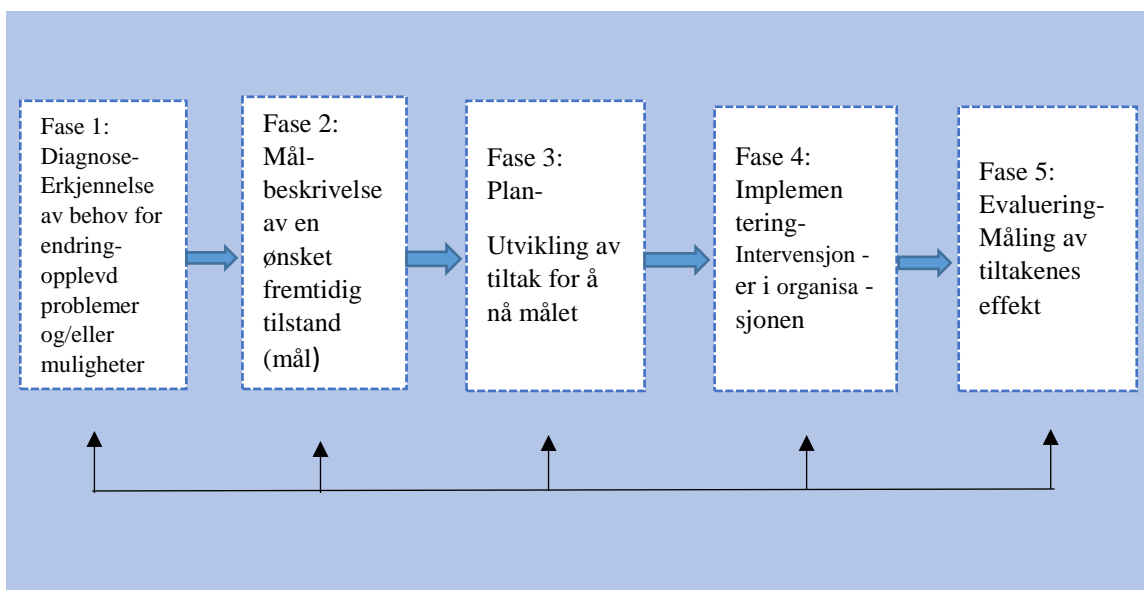 Fase 1:
Diagnose-
Erkjennelse
av behov for
endring-
opplevd
problemer
og/eller
muligheter
Fase 2:
Mål-
beskrivelse
av en
ønsket
fremtidig
tilstand
(mål)
Fase 3:
Plan-
Utvikling av
tiltak for å
nå målet
Fase 4:
Implemen
tering-
Intervensjon -
er i organisa -
sjonen
Fase 5:
Evaluering-
Måling av
tiltakenes
effekt